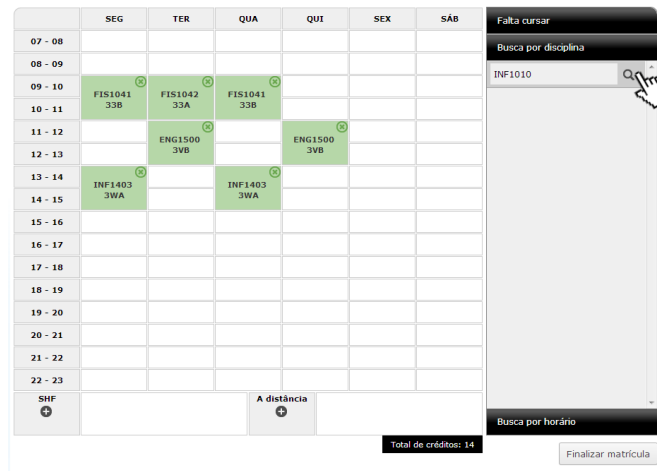 SEG TER QUA QUI SEX SÁB
07 - 08
08 - 09
09 - 10
10 - 11
11 - 12
12 - 13
13 - 14
14 - 15
15 - 16
16 - 17
17 - 18
18 - 19
19 - 20
20 - 21
21 - 22
22 - 23
FIS1041
33B
FIS1042
33A
FIS1041
33B
ENG1500
3VB
ENG1500
3VB
INF1403
3WA
INF1403
3WA
SHF
A distância
Total de créditos: 14
Falta cursar
Busca por disciplina
INF1010
Busca por horário
Finalizar matrícula